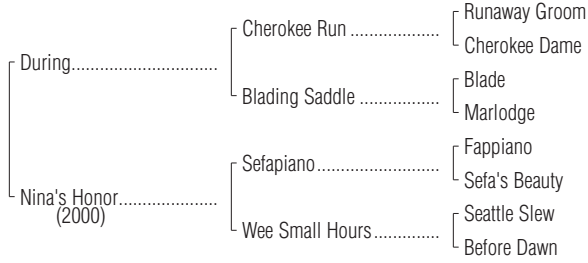 Runaway Groom
Cherokee Run ....................
Cherokee Dame
During.................................
Blade
Blading Saddle ..................
Marlodge
Fappiano
Sefapiano...........................
Sefa's Beauty
Nina's Honor......................
(2000)
Seattle Slew
Wee Small Hours..............
Before Dawn